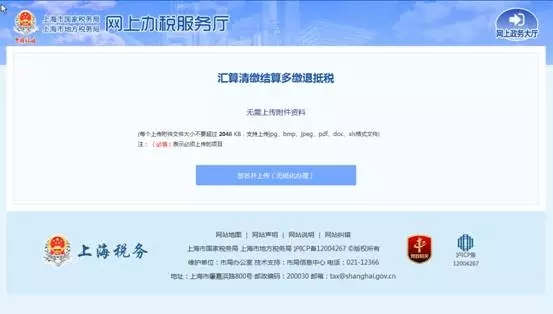 上海市国家税务局
上海市地方税务局
网上办税服务厅
中国税务
网上政务大厅
汇算清缴结算多缴退抵税
无需上传附件资料
(每个上传附件文件大小不要超过 2048 KB，支持上传jpg、bmp、jpeg、pdf、doc、xls格式文件)
注：（必填）表示必须上传的项目
签名并上传（无纸化办理）
网站地图 | 网站声明 | 网站说明 | 网站纠错
上海市国家税务局 上海市地方税务局 沪ICP备12004267 ©版权所有
维护单位：市局办公室 技术支持：市局信息中心 电话：021-12366
地址：上海市肇嘉浜路800号 邮政编码：200030 邮箱：tax@shanghai.gov.cn
上海税务
党政机关
沪ICP备
12004267